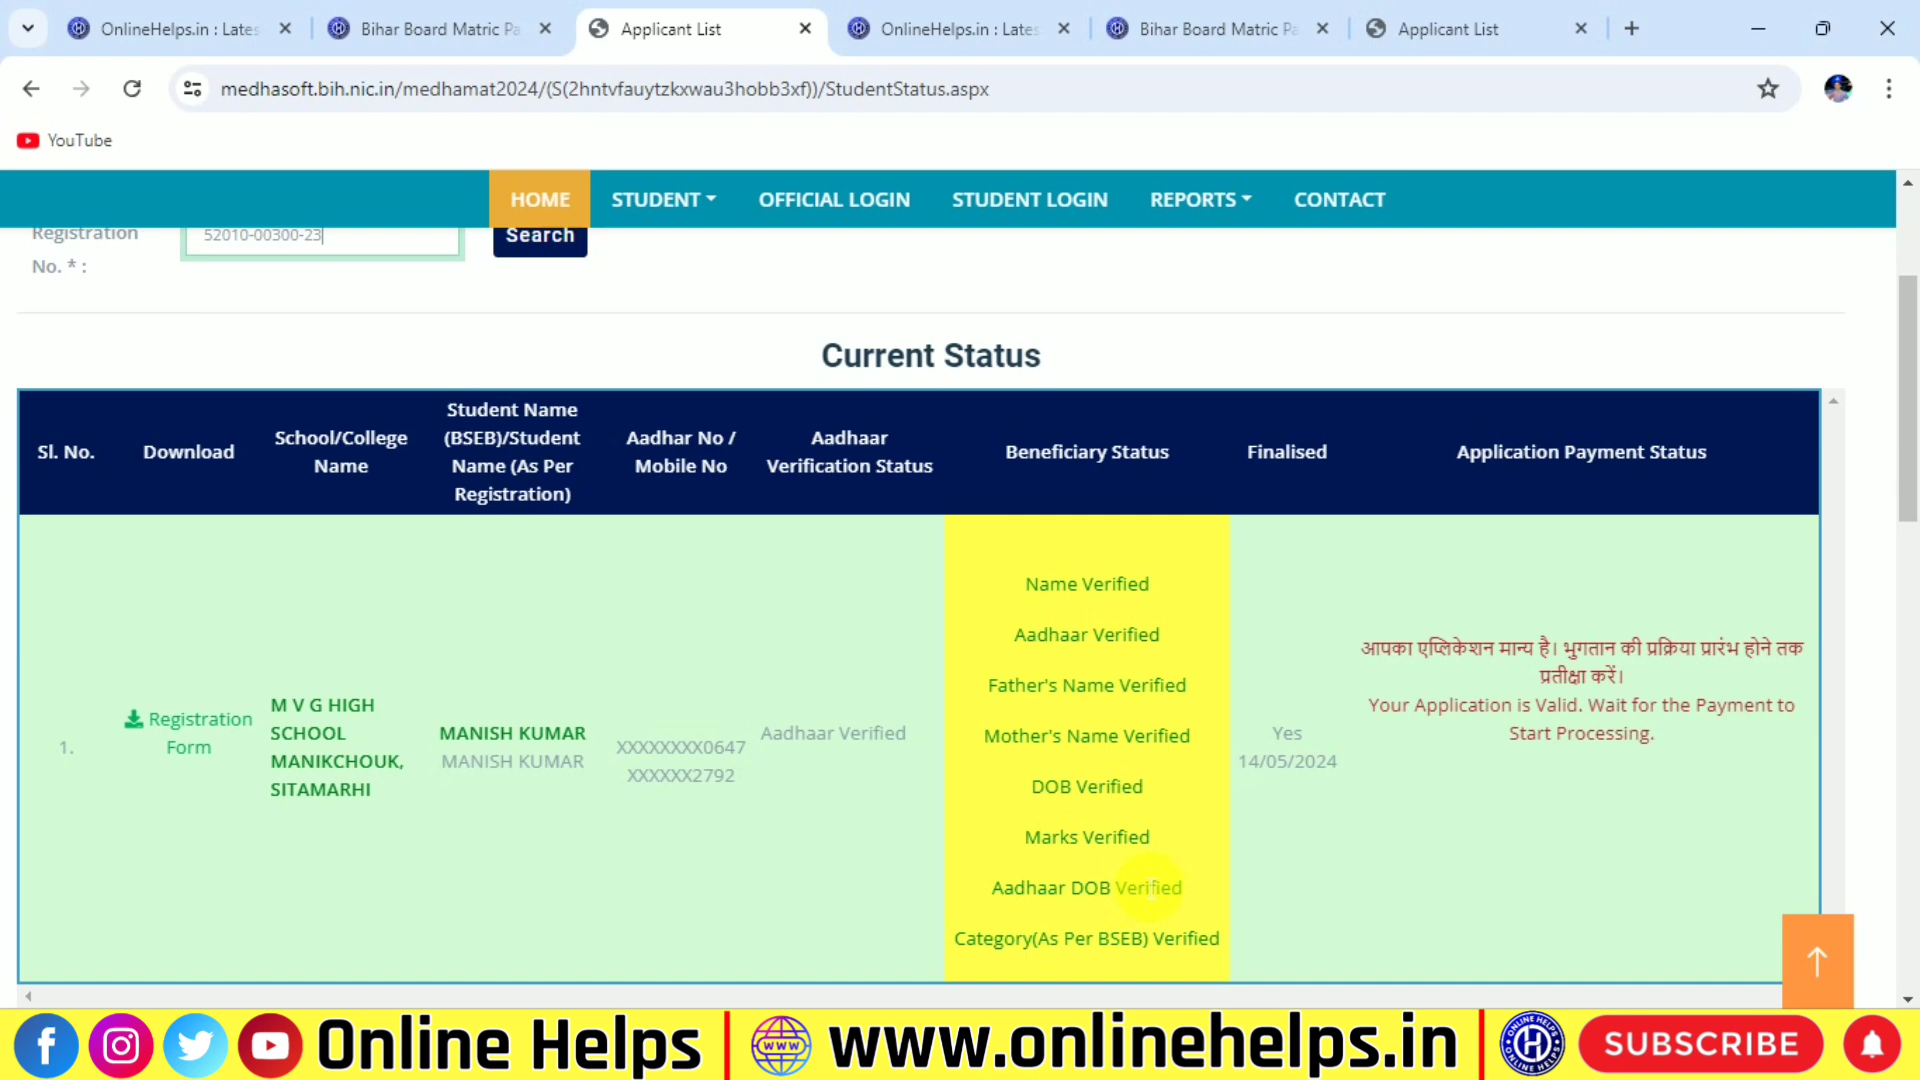 OnlineHelps.in : Lates
Bihar Board Matric Pa
Applicant List
OnlineHelps.in : Lates
Bihar Board Matric Pa
Applicant List
medhasoft.bih.nic.in/medhamat2024/(S(2hntvfauytzkxwau3hobb3xf))/StudentStatus.aspx
YouTube
HOME
STUDENT
OFFICIAL LOGIN
STUDENT LOGIN
REPORTS
CONTACT
Registration
No. * :
52010-00300-23
Search
Current Status
Sl. No.
Download
School/College
Name
Student Name
(BSEB)/Student
Name (As Per
Registration)
Aadhar No /
Mobile No
Aadhaar
Verification Status
Beneficiary Status
Finalised
Application Payment Status
1.
Registration
Form
M V G HIGH
SCHOOL
MANIKCHOUK,
SITAMARHI
MANISH KUMAR
MANISH KUMAR
XXXXXXXX0647
XXXXXX2792
Aadhaar Verified
Name Verified
Aadhaar Verified
Father's Name Verified
Mother's Name Verified
DOB Verified
Marks Verified
Aadhaar DOB Verified
Category(As Per BSEB) Verified
Yes
14/05/2024
आपका एप्लिकेशन मान्य है। भुगतान की प्रक्रिया प्रारंभ होने तक
प्रतीक्षा करें।
Your Application is Valid. Wait for the Payment to
Start Processing.
Online Helps
www.onlinehelps.in
SUBSCRIBE